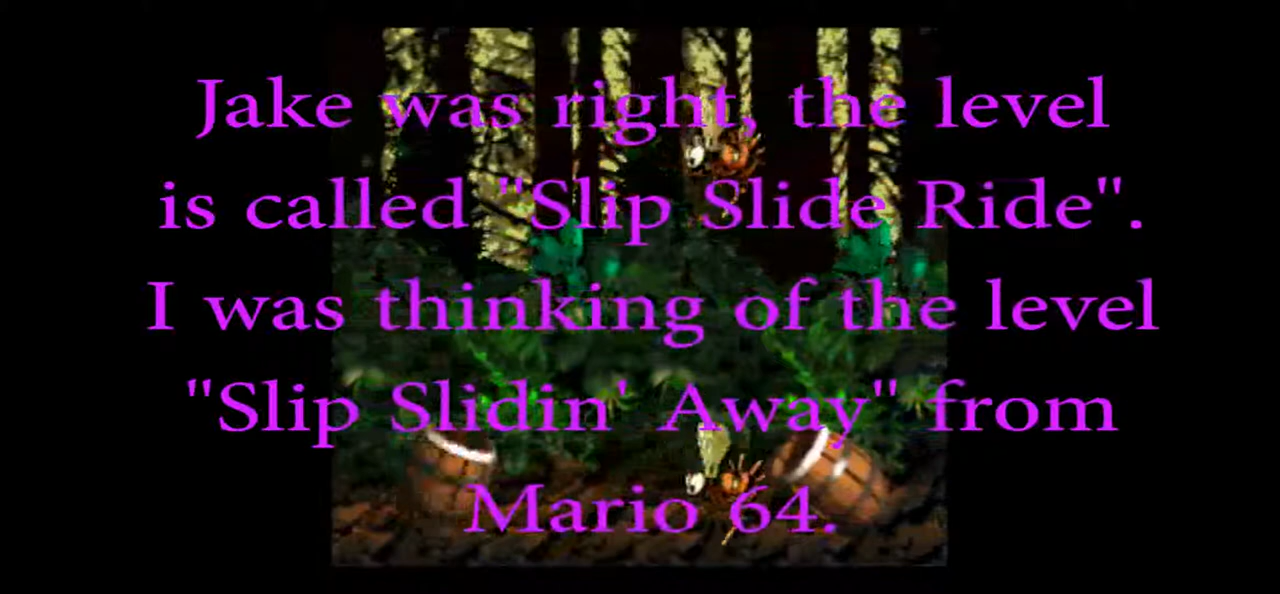 Jake was right, the level
is called "Slip Slide Ride".
I was thinking of the level
"Slip Slidin' Away" from
Mario 64.